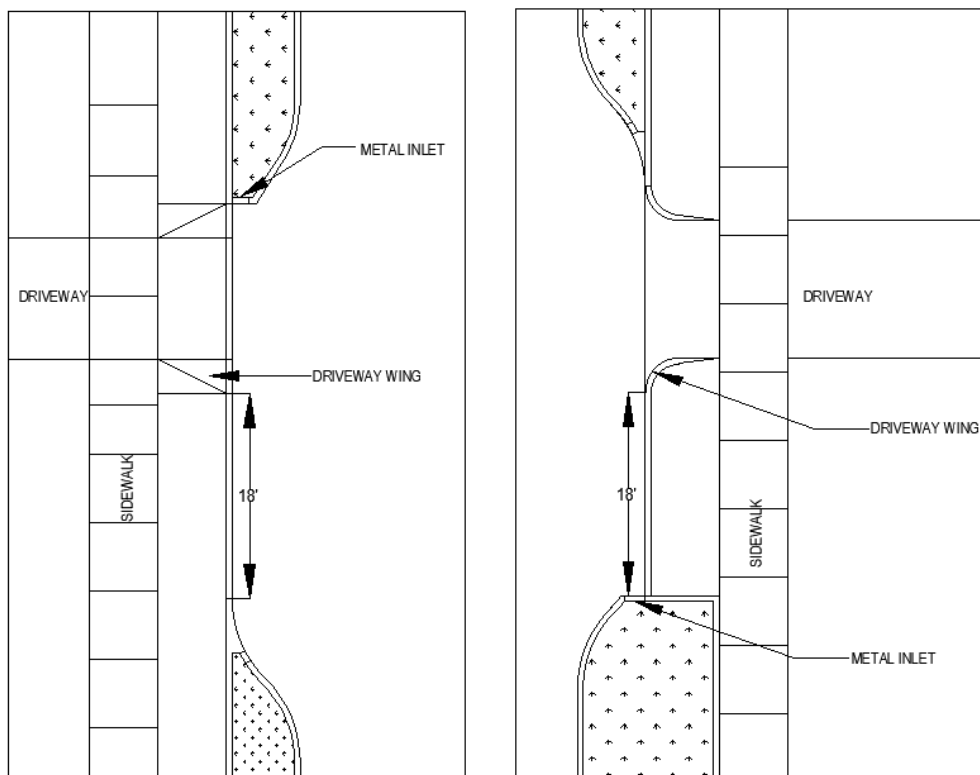 METAL INLET
DRIVEWAY
DRIVEWAY WING
18'
SIDEWALK
DRIVEWAY
DRIVEWAY WING
18'
SIDEWALK
METAL INLET